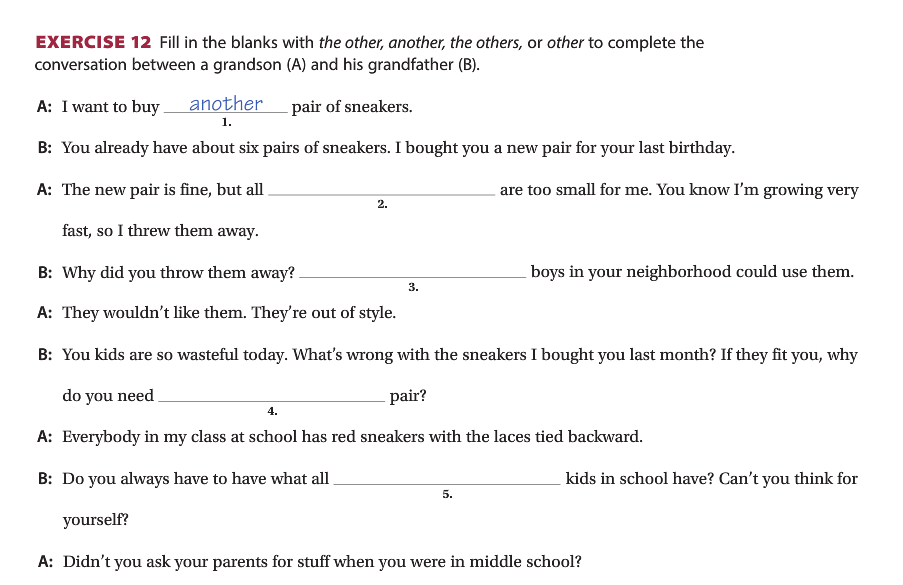 EXERCISE 12 Fill in the blanks with the other, another, the others, or other to complete the
conversation between a grandson (A) and his grandfather (B).
A: I want to buy another pair of sneakers.
1.
B: You already have about six pairs of sneakers. I bought you a new pair for your last birthday.
A: The new pair is fine, but all ____ are too small for me. You know I’m growing very
2.
fast, so I threw them away.
B: Why did you throw them away? ____ boys in your neighborhood could use them.
3.
A: They wouldn’t like them. They’re out of style.
B: You kids are so wasteful today. What’s wrong with the sneakers I bought you last month? If they fit you, why
do you need ____ pair?
4.
A: Everybody in my class at school has red sneakers with the laces tied backward.
B: Do you always have to have what all ____ kids in school have? Can’t you think for
5.
yourself?
A: Didn’t you ask your parents for stuff when you were in middle school?